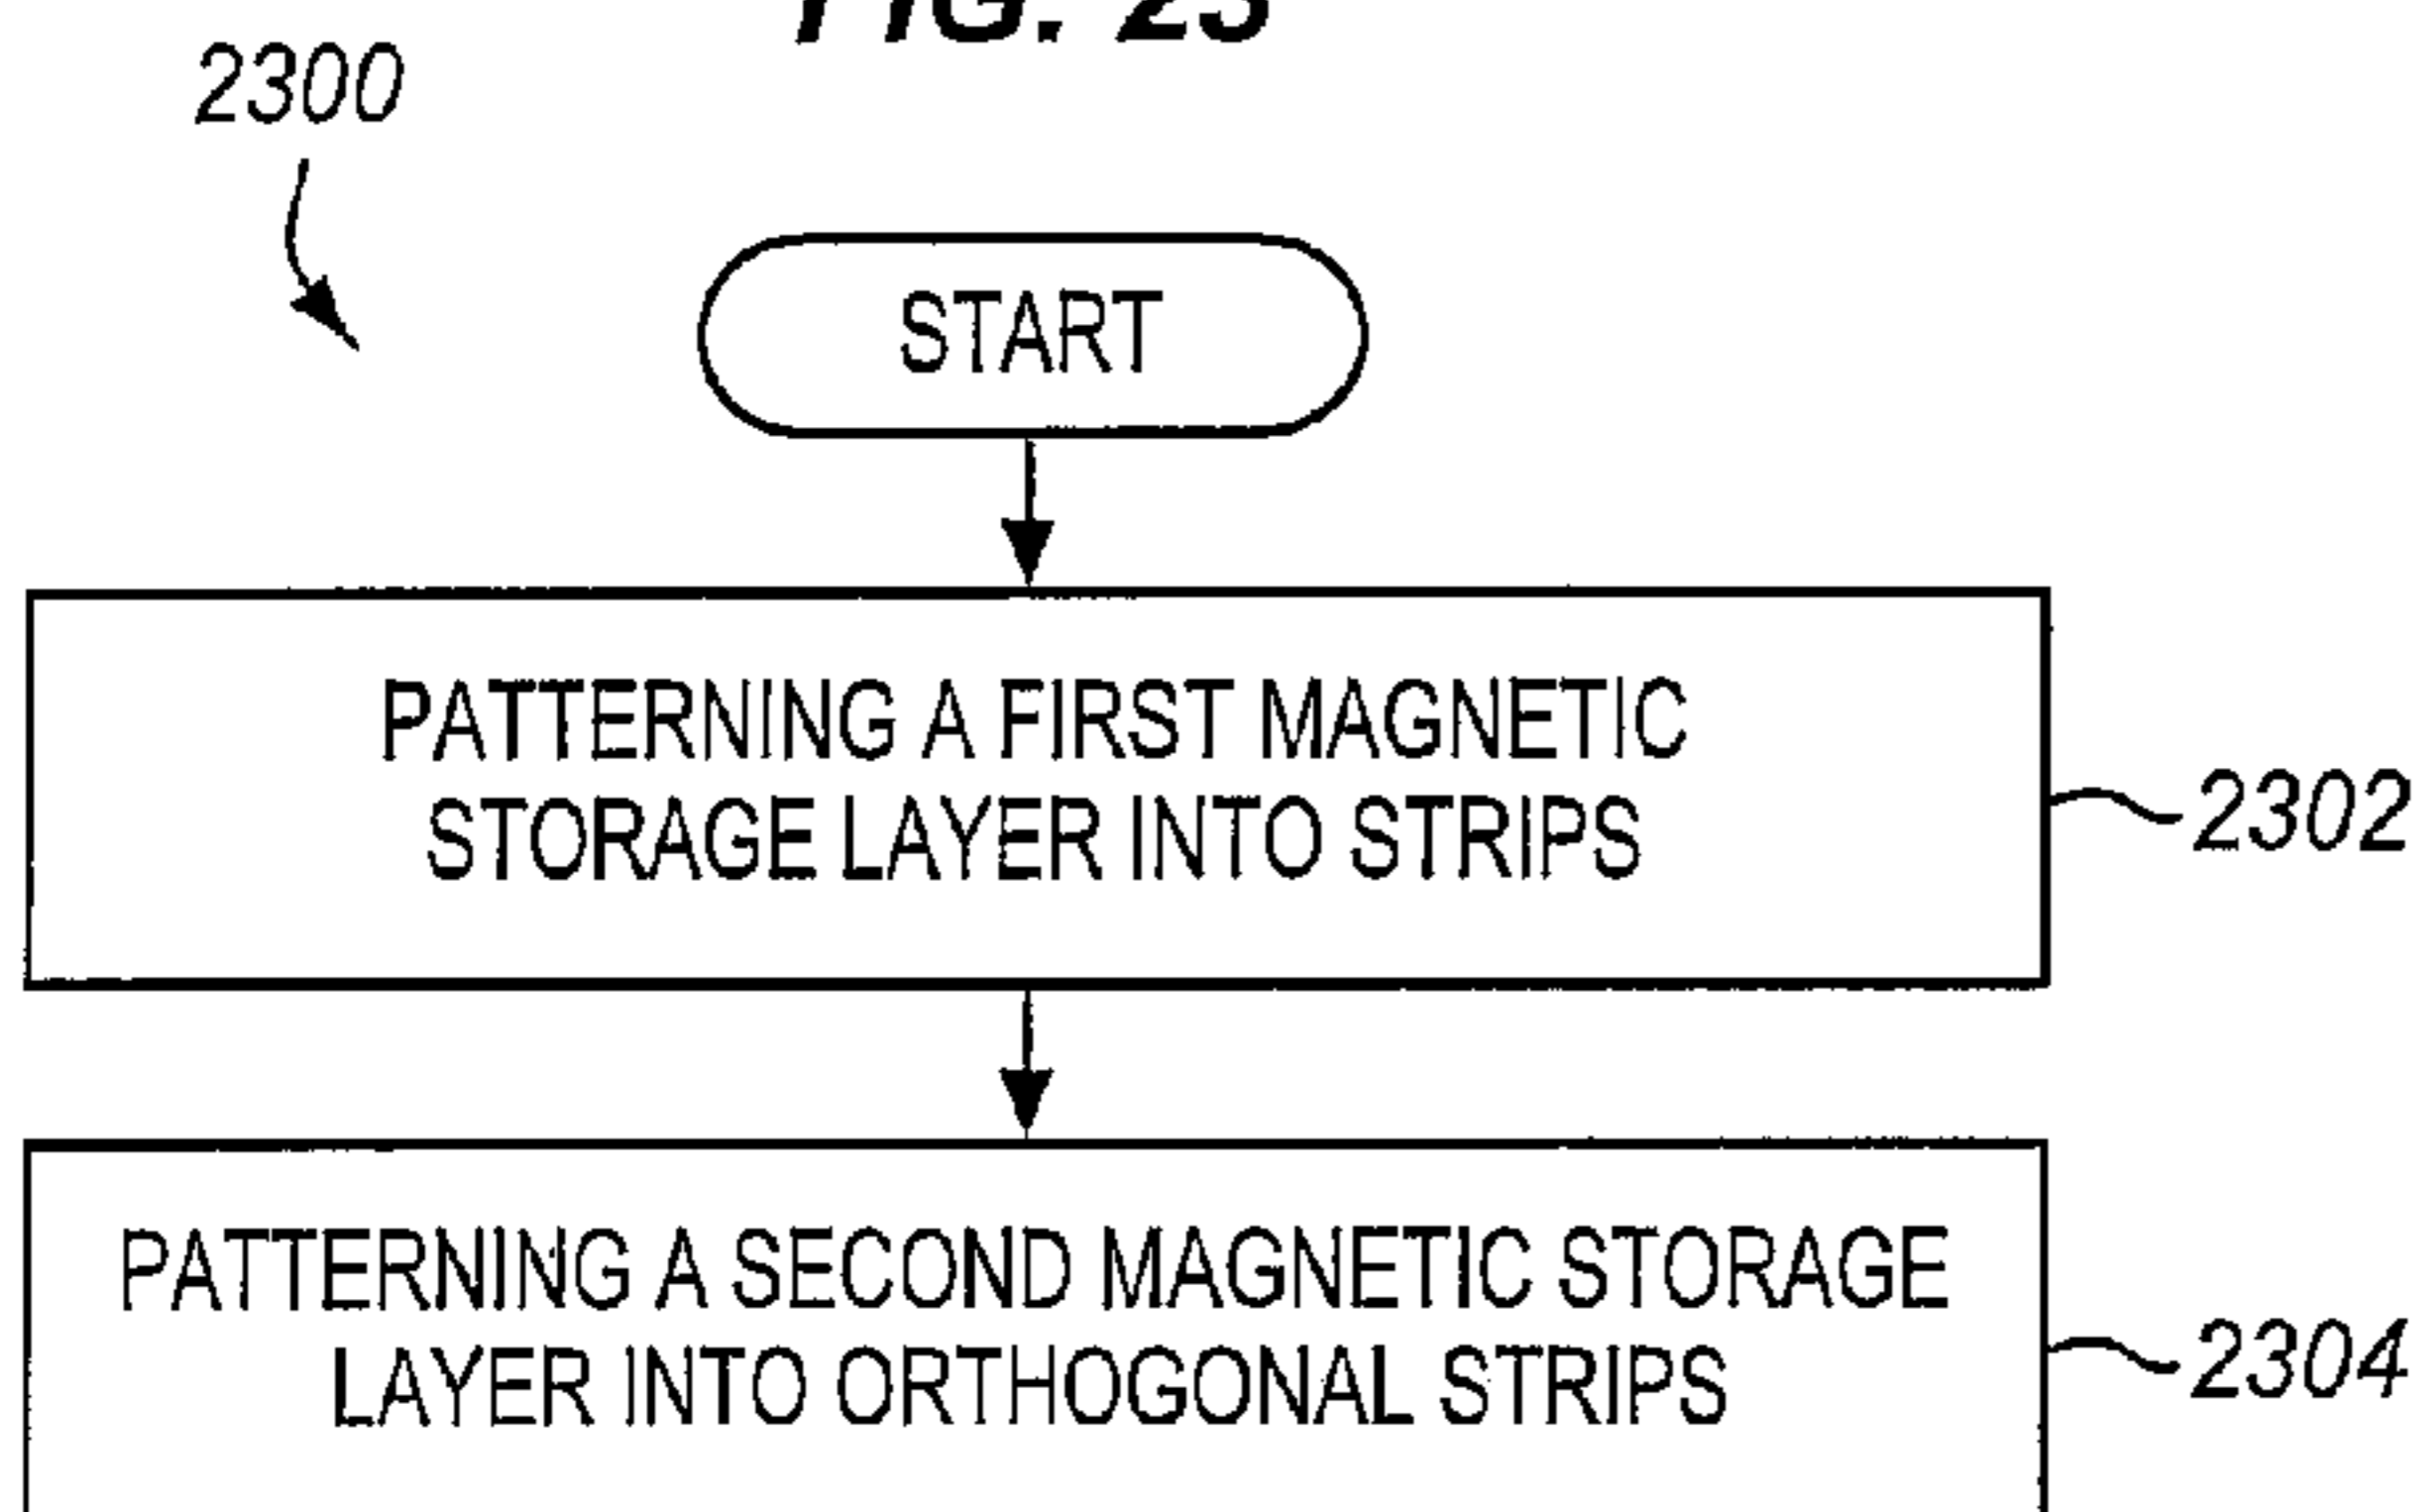 FIG. 23
2300
START
PATTERNING A FIRST MAGNETIC
STORAGE LAYER INTO STRIPS
2302
PATTERNING A SECOND MAGNETIC STORAGE
LAYER INTO ORTHOGONAL STRIPS
2304